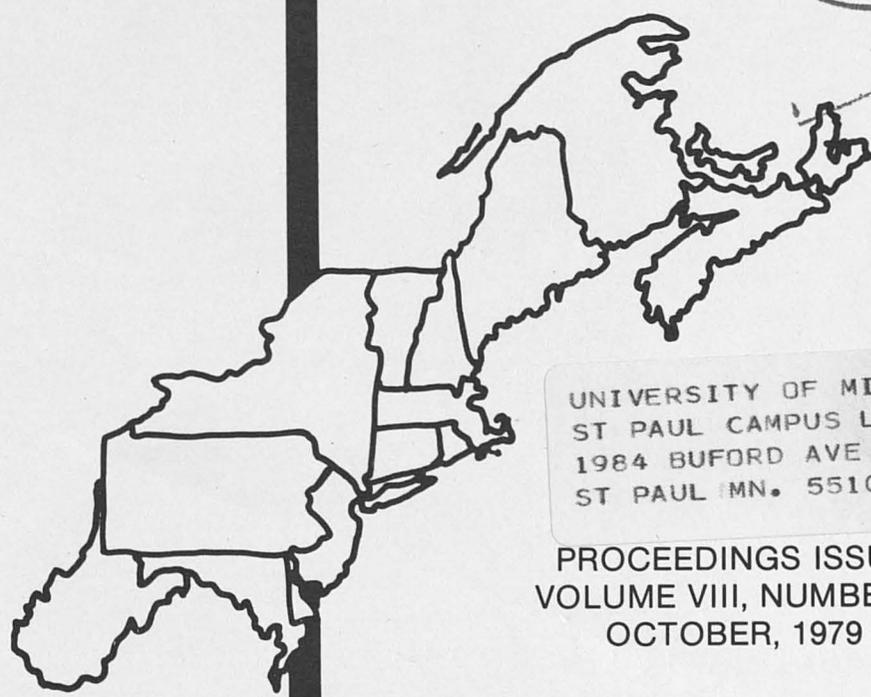 UNIVERSITY OF
ST PAUL CAMPUS
1984 BUFORD AVE
ST PAUL MN.
PROCEEDINGS
VOLUME VIII,
OCTOBER, 1979